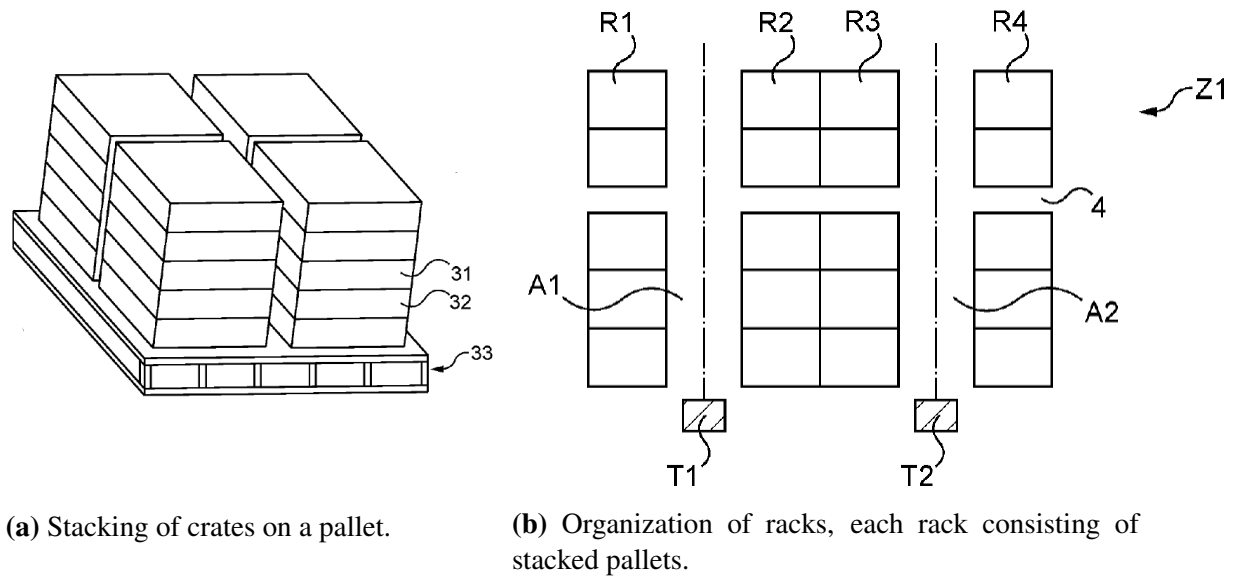 R1
R2
R3
R4
Z1
4
31
32
33
A1
A2
T1
T2
(a) Stacking of crates on a pallet.
(b) Organization of racks, each rack consisting of
stacked pallets.